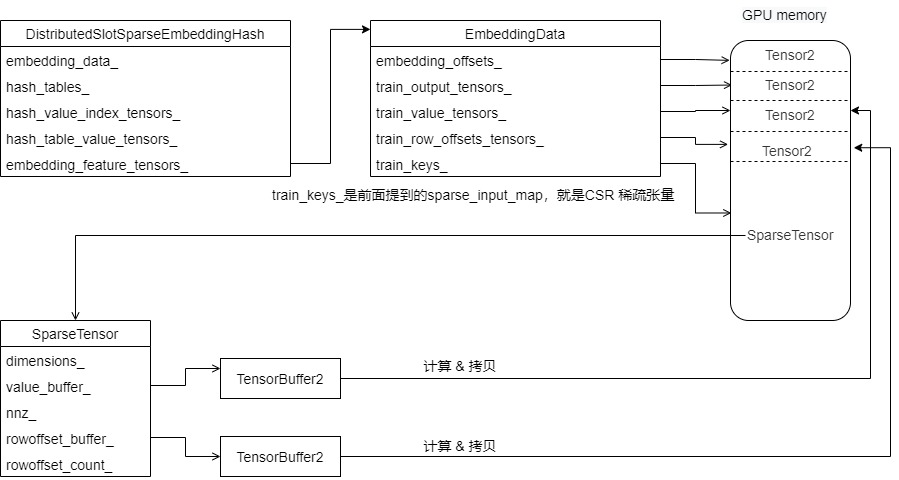 GPU memory
DistributedSlotSparseEmbeddingHash
embedding_data_
hash_tables_
hash_value_index_tensors_
hash_table_value_tensors_
embedding_feature_tensors_
EmbeddingData
embedding_offsets_
train_output_tensors_
train_value_tensors_
train_row_offsets_tensors_
train_keys_
Tensor2
Tensor2
Tensor2
Tensor2
SparseTensor
train_keys_是前面提到的sparse_input_map，就是CSR 稀疏张量
SparseTensor
dimensions_
value_buffer_
nnz_
rowoffset_buffer_
rowoffset_count_
TensorBuffer2
计算 & 拷贝
TensorBuffer2
计算 & 拷贝